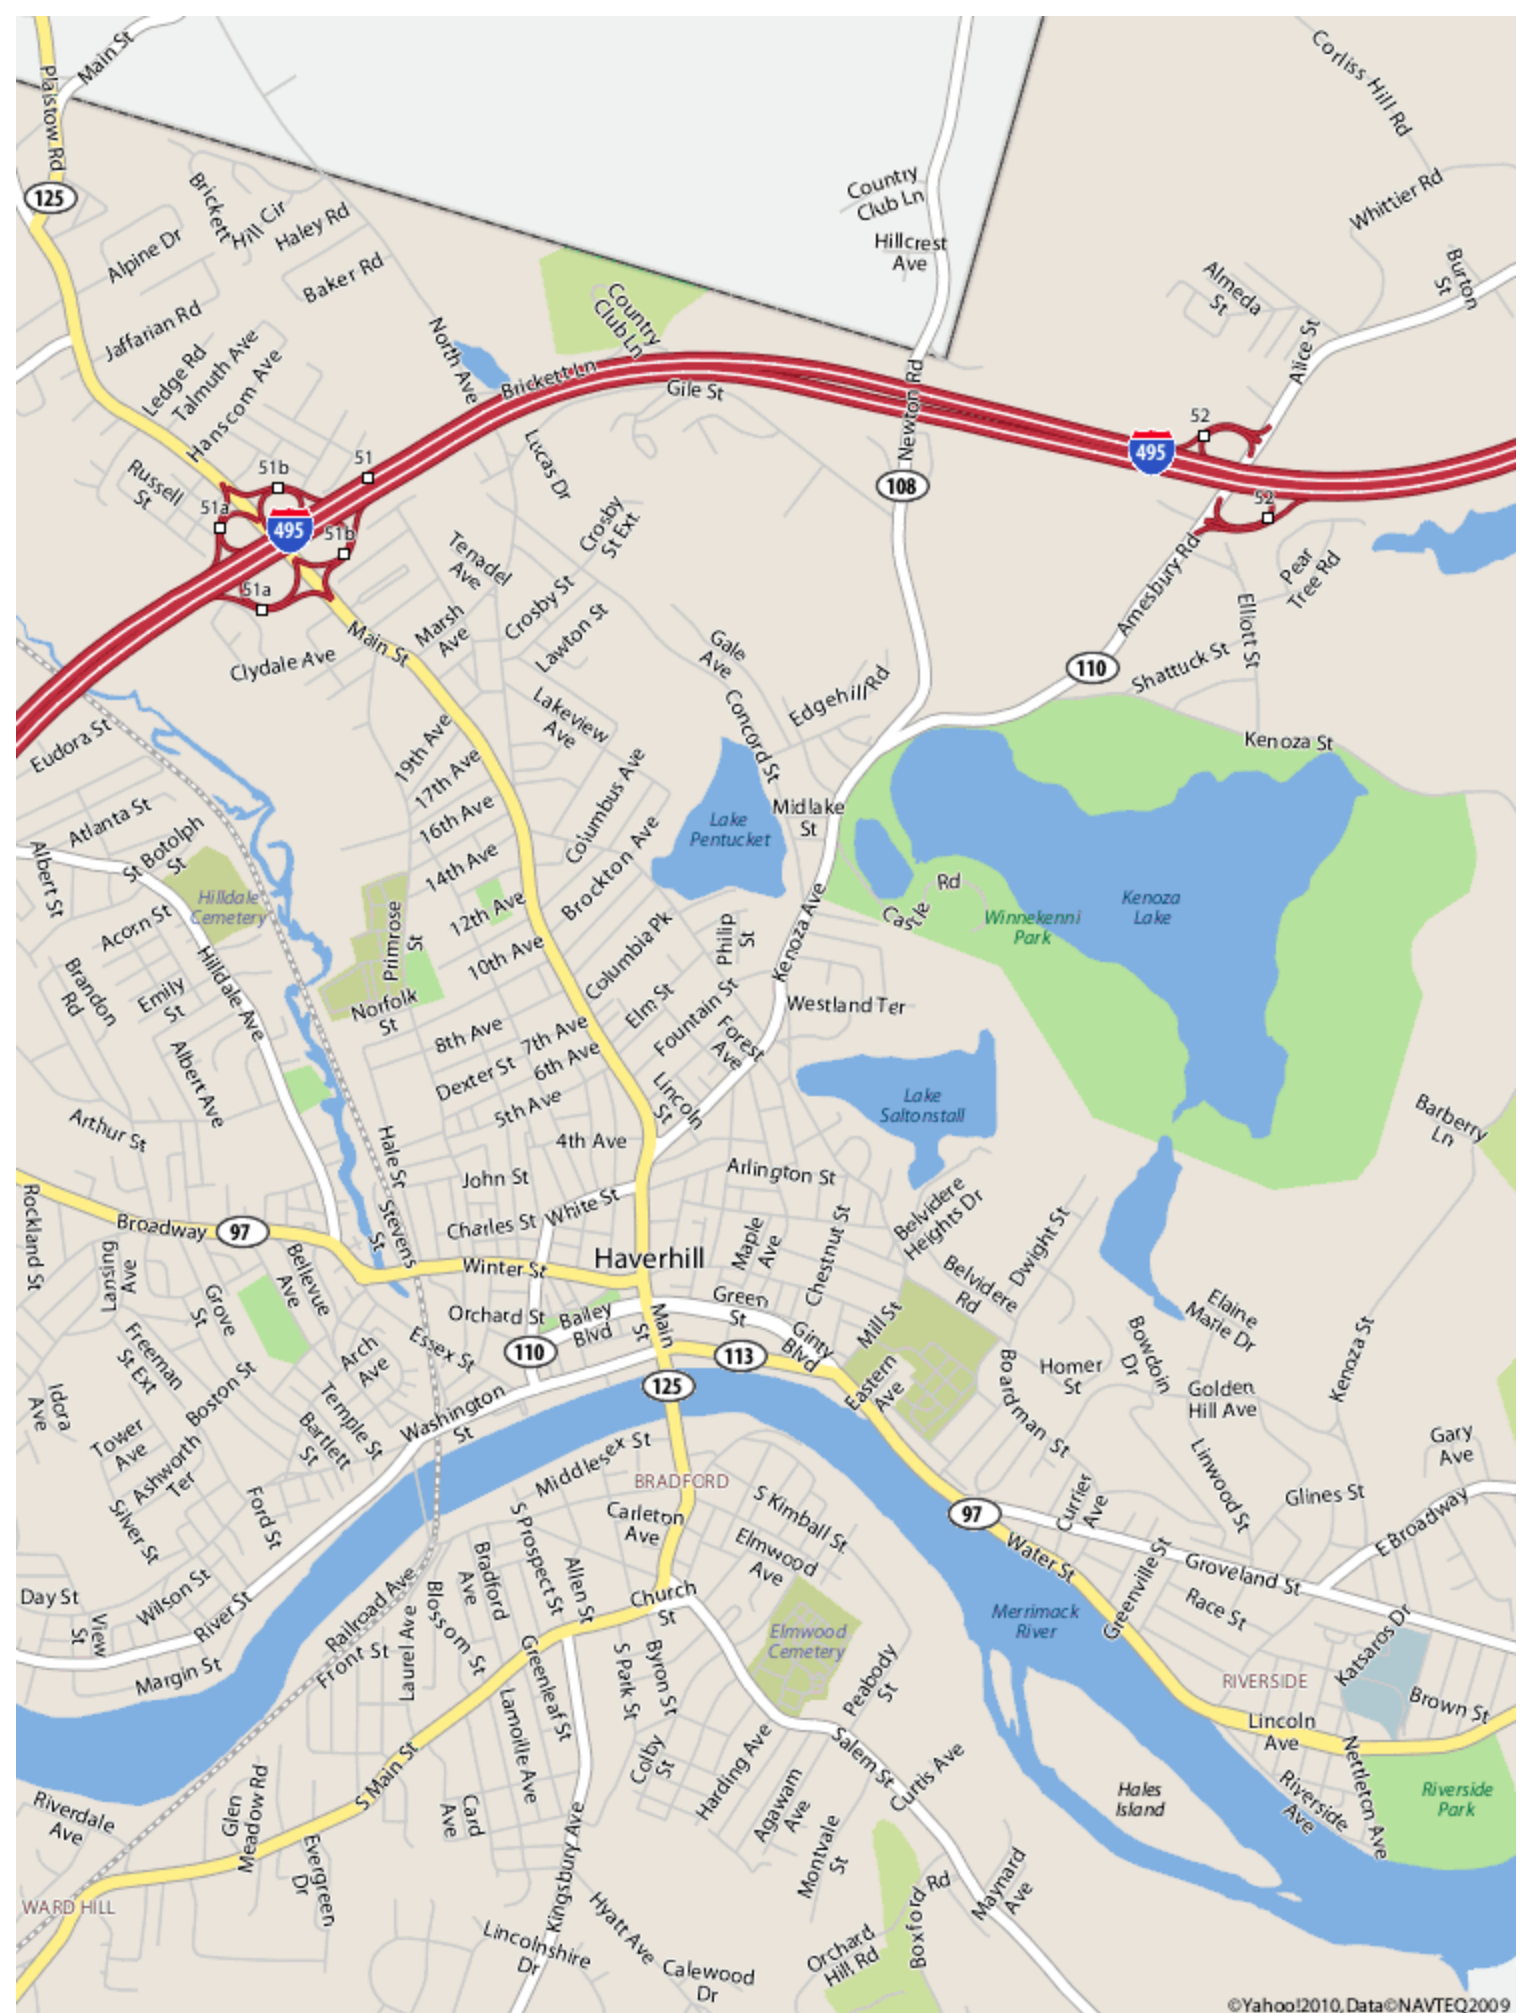 Main St
Plaistow Rd
125
Corliss Hill Rd
Country
Club Ln
Hillcrest
Ave
Whittier Rd
Burton
St
Almeda
St
Alice St
Brickett
Hill Cir
Haley Rd
Alpine Dr
Baker Rd
Jaffarian Rd
Ledge Rd
Talmuth Ave
Hanscom Ave
North Ave
Country
Club Ln
Brickett Ln
Gile St
Newton Rd
108
495
52
52
Russell
St
51b
51
51a
495
51b
51a
Lucas Dr
Crosby
St Ext
Tenadel
Ave
Crosby St
Marsh
Ave
Lawton St
Main St
Clydale Ave
Gale
Ave
Edgehill Rd
Concord St
Amesbury Rd
110
Pear
Tree Rd
Elliott St
Shattuck St
Kenoza St
Lakeview
Ave
Eudora St
19th Ave
17th Ave
16th Ave
14th Ave
12th Ave
10th Ave
Columbus Ave
Brockton Ave
Lake
Pentucket
Midlake
St
Atlanta St
St Botolph
St
Albert St
Hilldale
Cemetery
Acorn St
Hilldale Ave
Brandon
Rd
Emily
St
Albert Ave
Primrose
St
Norfolk
St
Columbia Pk
Philip
St
Kenoza Ave
Castle
Rd
Winnekenni
Park
Kenoza
Lake
Westland Ter
Elm St
Fountain St
Forest
Ave
8th Ave
7th Ave
6th Ave
Dexter St
5th Ave
4th Ave
Lincoln
St
Lake
Saltonstall
Barberry
Ln
Arthur St
Hale St
John St
Arlington St
White St
Charles St
Stevens
St
Rockland St
Broadway
97
Lansing
Ave
Bellevue
Ave
Winter St
Haverhill
Maple
Ave
Chestnut St
Belvidere
Heights Dr
Belvidere
Rd
Dwight St
Elaine
Marie Dr
Grove
St
Orchard St
Bailey
Blvd
Main
St
Green
St
Ginty
Blvd
Mill St
110
113
125
Eastern
Ave
Boardman St
Homer
St
Bowdoin
Dr
Golden
Hill Ave
Kenoza St
Freeman
St Ext
Arch
Ave
Essex St
Idora
Ave
Boston St
Temple St
Bartlett
St
Washington
St
Tower
Ave
Ashworth
Ter
Silver St
Ford St
Middlesex St
BRADFORD
Carleton
Ave
S Kimball St
Elmwood
Ave
Gary
Ave
Linwood St
Currier
Ave
Glines St
E Broadway
97
Water St
Groveland St
Greenville St
Race St
Day St
View
St
Wilson St
River St
Margin St
Railroad Ave
Front St
Laurel Ave
Blossom St
Bradford
Ave
S Prospect St
Allen St
Church
St
Elmwood
Cemetery
Merrimack
River
Katsaros Dr
RIVERSIDE
Brown St
Greenleaf St
S Park St
Byron St
Peabody
St
Lamoille Ave
Colby
St
Harding Ave
Salem St
Curtis Ave
Lincoln
Ave
Nettleton Ave
Riverside
Ave
Riverside
Park
Hales
Island
Riverdale
Ave
S Main St
Glen
Meadow Rd
Card
Ave
Agawam
Ave
Montvale
St
Evergreen
Dr
Kingsbury Ave
WARD HILL
Hyatt Ave
Boxford Rd
Maynard
Ave
Lincolnshire
Dr
Calewood
Dr
Orchard
Hill Rd
©Yahoo!2010, Data©NAVTEQ2009